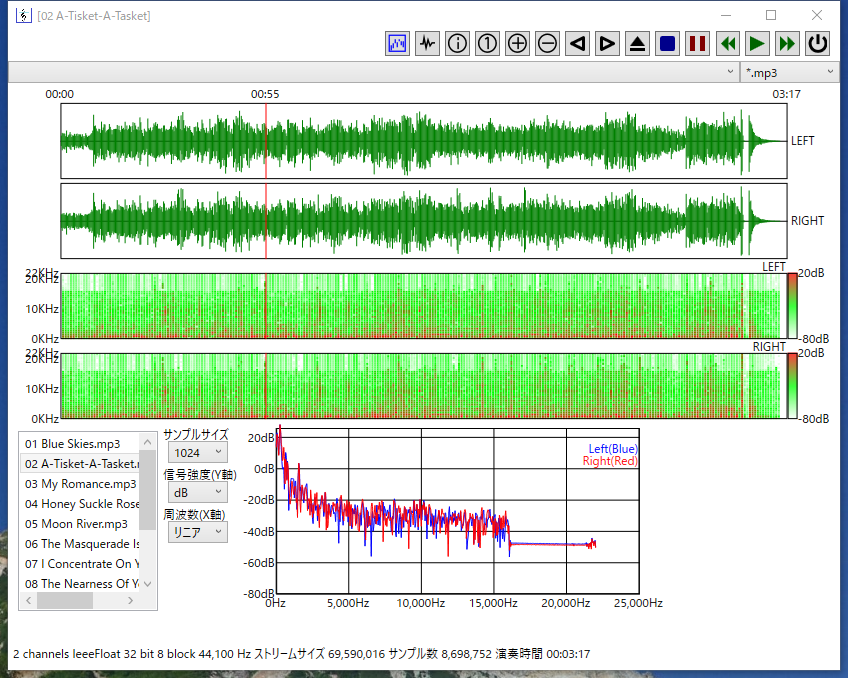 [02 A-Tisket-A-Tasket]
*.mp3
00:00 00:55 03:17
LEFT
RIGHT
LEFT
22KHz 20dB
20KHz
10KHz
0KHz -80dB
RIGHT
22KHz 20dB
20KHz
10KHz
0KHz -80dB
01 Blue Skies.mp3
02 A-Tisket-A-Tasket.r
03 My Romance.mp3
04 Honey Suckle Rose
05 Moon River.mp3
06 The Masquerade Is
07 I Concentrate On Y
08 The Nearness Of Y
サンプルサイズ
1024
信号強度(Y軸)
dB
周波数(X軸)
リニア
20dB
0dB
-20dB
-40dB
-60dB
-80dB
Left(Blue)
Right(Red)
0Hz 5,000Hz 10,000Hz 15,000Hz 20,000Hz 25,000Hz
2 channels IeeeFloat 32 bit 8 block 44,100 Hz ストリームサイズ 69,590,016 サンプル数 8,698,752 演奏時間 00:03:17